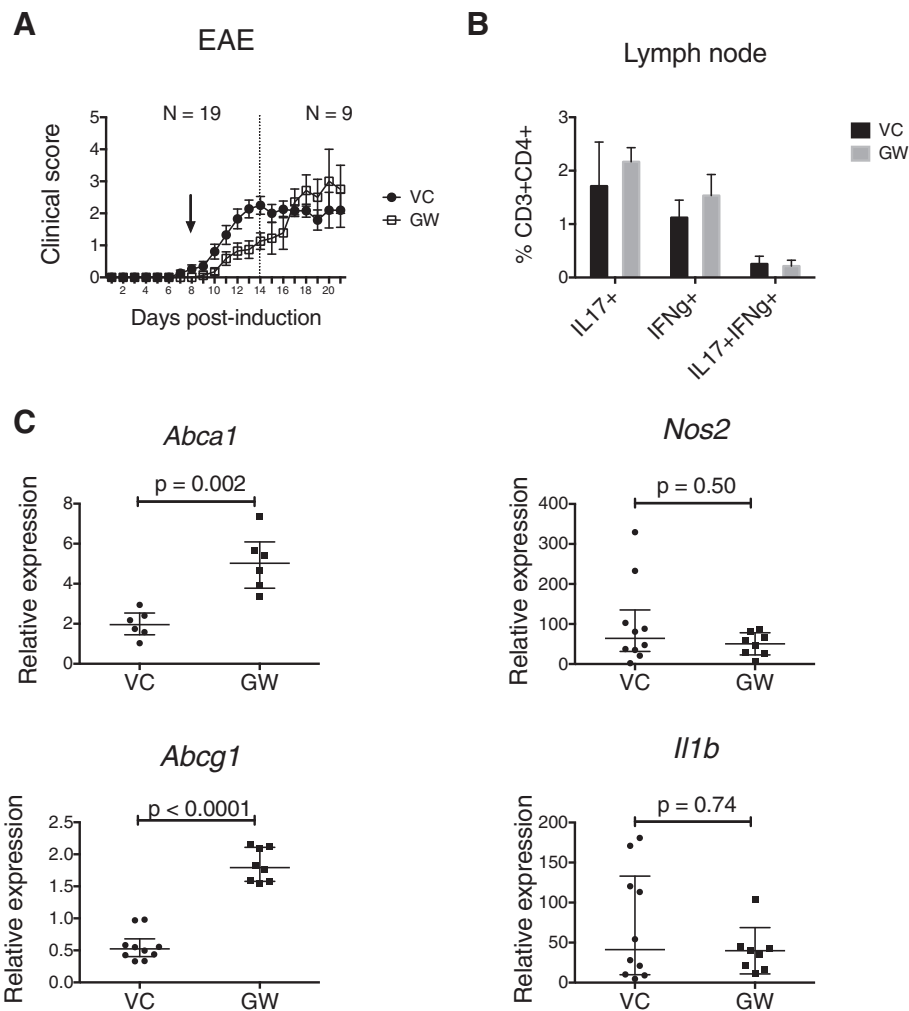 A
EAE
N = 19
N = 9
Clinical score
5
4
3
2
1
0
2 4 6 8 10 12 14 16 18 20
Days post-induction
VC
GW
B
Lymph node
% CD3+CD4+
3
2
1
0
IL17+
IFNg+
IL17+IFNg+
VC
GW
C
Abca1
p = 0.002
Relative expression
8
6
4
2
0
VC GW
Nos2
p = 0.50
Relative expression
400
300
200
100
0
VC GW
Abcg1
p < 0.0001
Relative expression
2.5
2.0
1.5
1.0
0.5
0.0
VC GW
Il1b
p = 0.74
Relative expression
200
150
100
50
0
VC GW